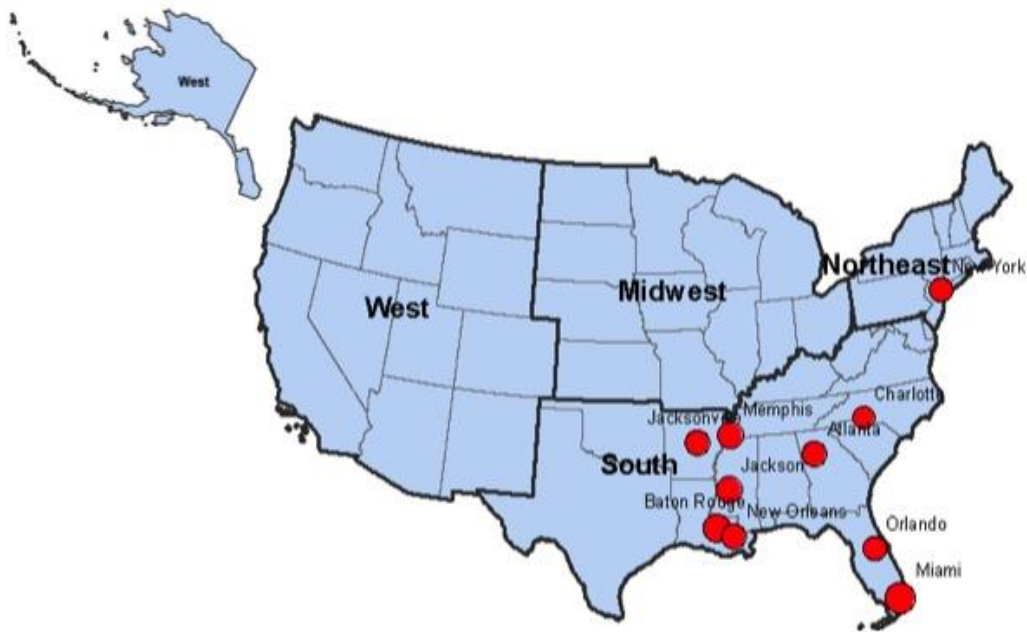 West
Northeast
New York
Midwest
West
Charlotte
Memphis
Jacksonville
Atlanta
South
Jackson
Baton Rouge
New Orleans
Orlando
Miami